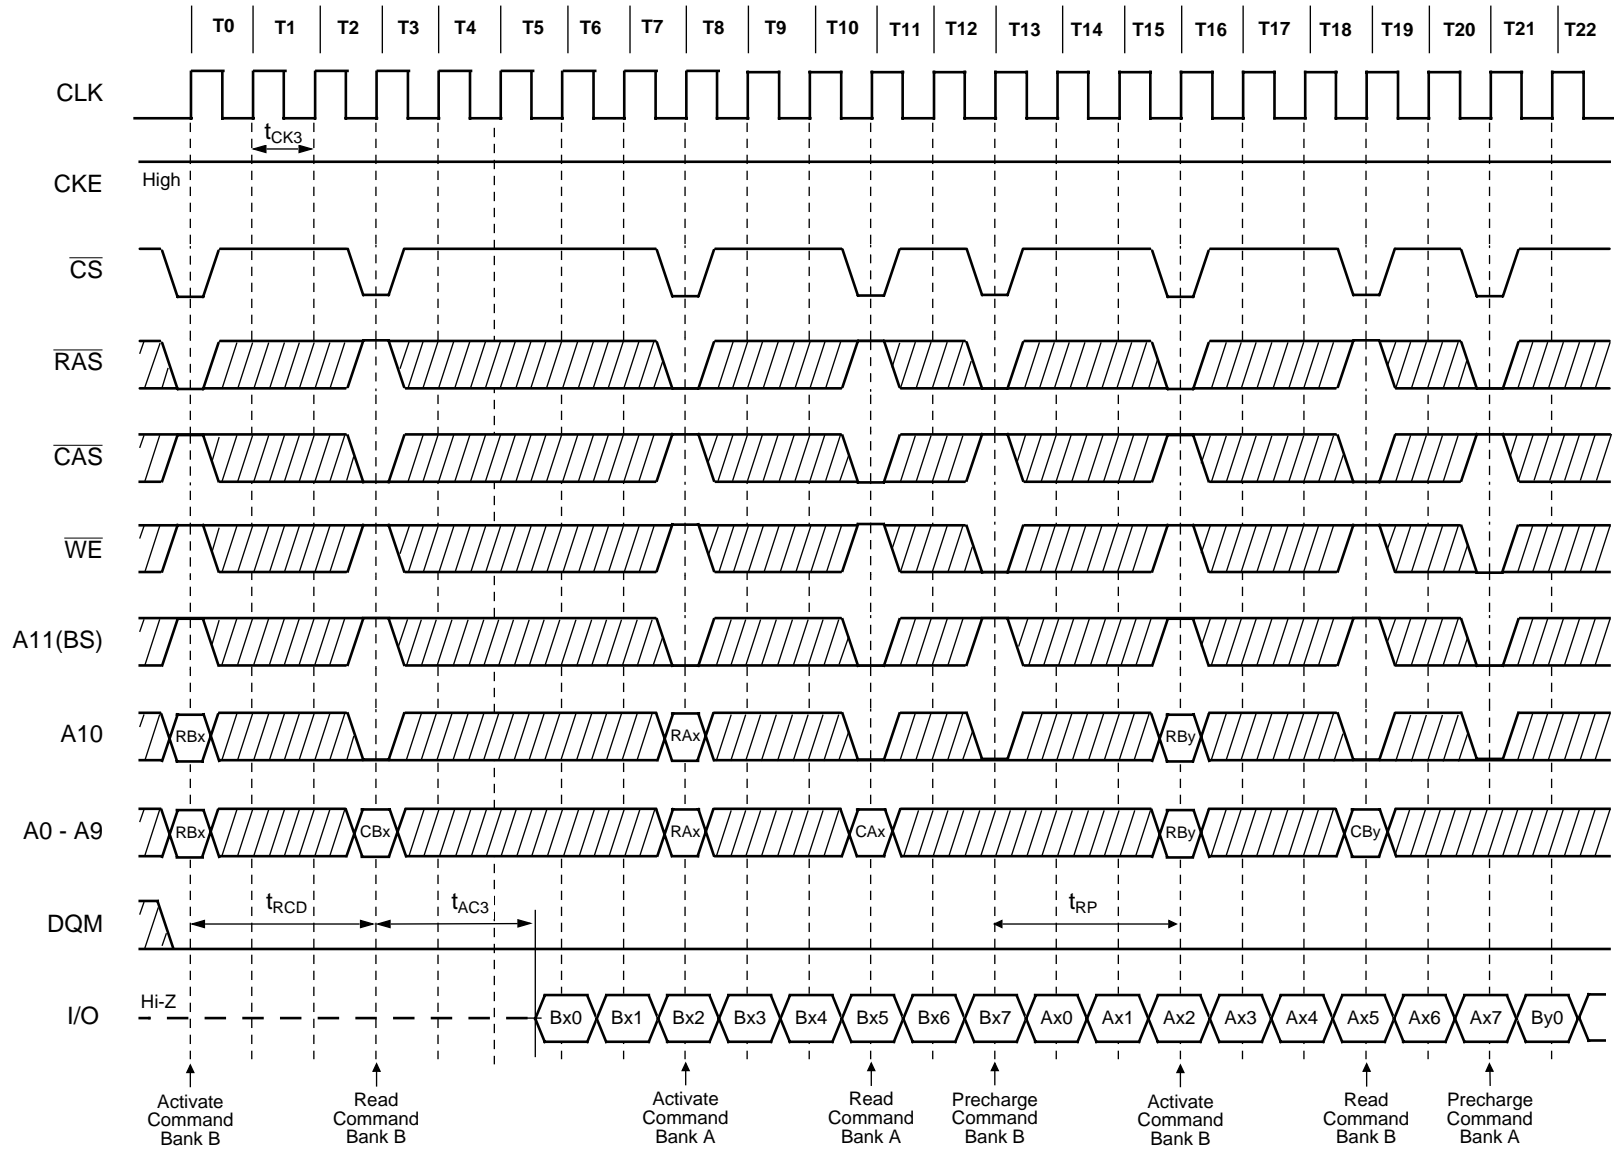 T0 T1 T2 T3 T4 T5 T6 T7 T8 T9 T10 T11 T12 T13 T14 T15 T16 T17 T18 T19 T20 T21 T22
CLK
tCK3
CKE High
CS
RAS
CAS
WE
A11(BS)
A10 RBx RAx RBy
A0 - A9 RBx CBx RAx CAx RBy CBy
DQM tRCD tAC3 tRP
I/O Hi-Z Bx0 Bx1 Bx2 Bx3 Bx4 Bx5 Bx6 Bx7 Ax0 Ax1 Ax2 Ax3 Ax4 Ax5 Ax6 Ax7 By0
Activate
Command
Bank B
Read
Command
Bank B
Activate
Command
Bank A
Read
Command
Bank A
Precharge
Command
Bank B
Activate
Command
Bank B
Read
Command
Bank B
Precharge
Command
Bank A